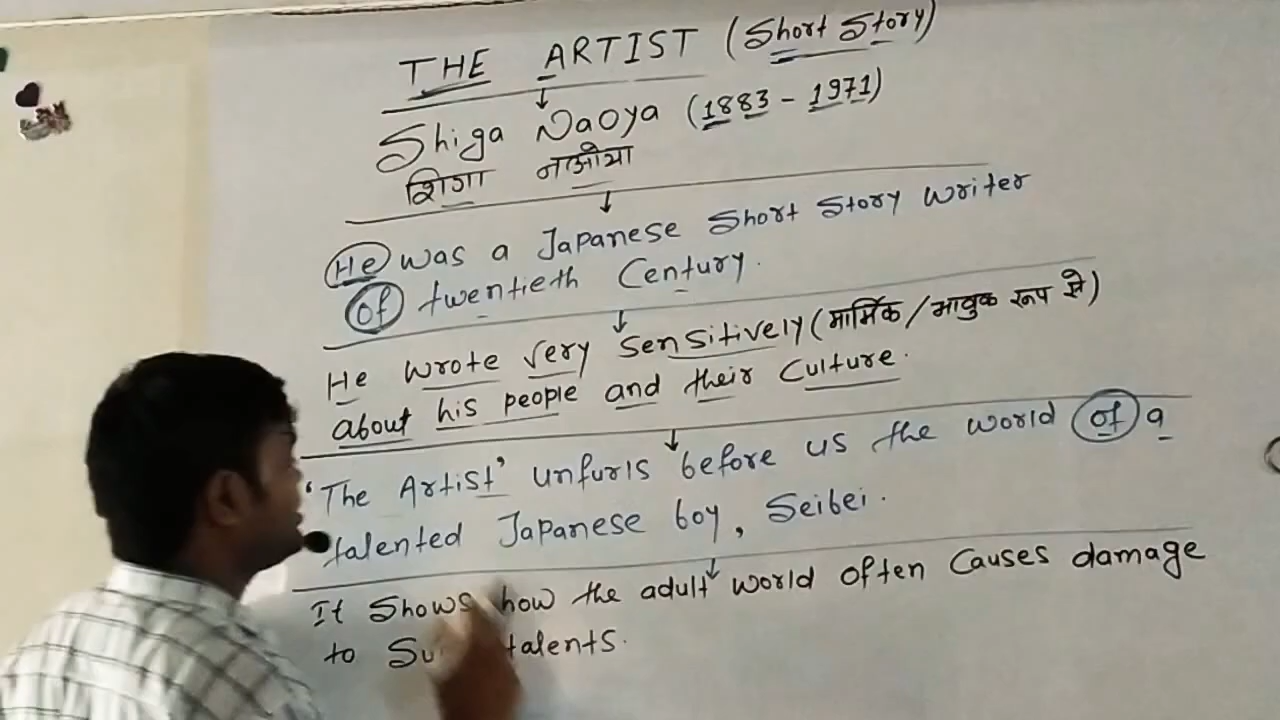 THE ARTIST (Short Story)
Shiga Naoya (1883 - 1971)
शिगा नओया
He was a Japanese Short Story writer
of twentieth Century.
He wrote very Sensitively (मार्मिक/भावुक रूप से)
about his people and their Culture.
'The Artist' unfurls before us the world of a
talented Japanese boy, Seibei.
It Shows how the adult world often Causes damage
to talents.